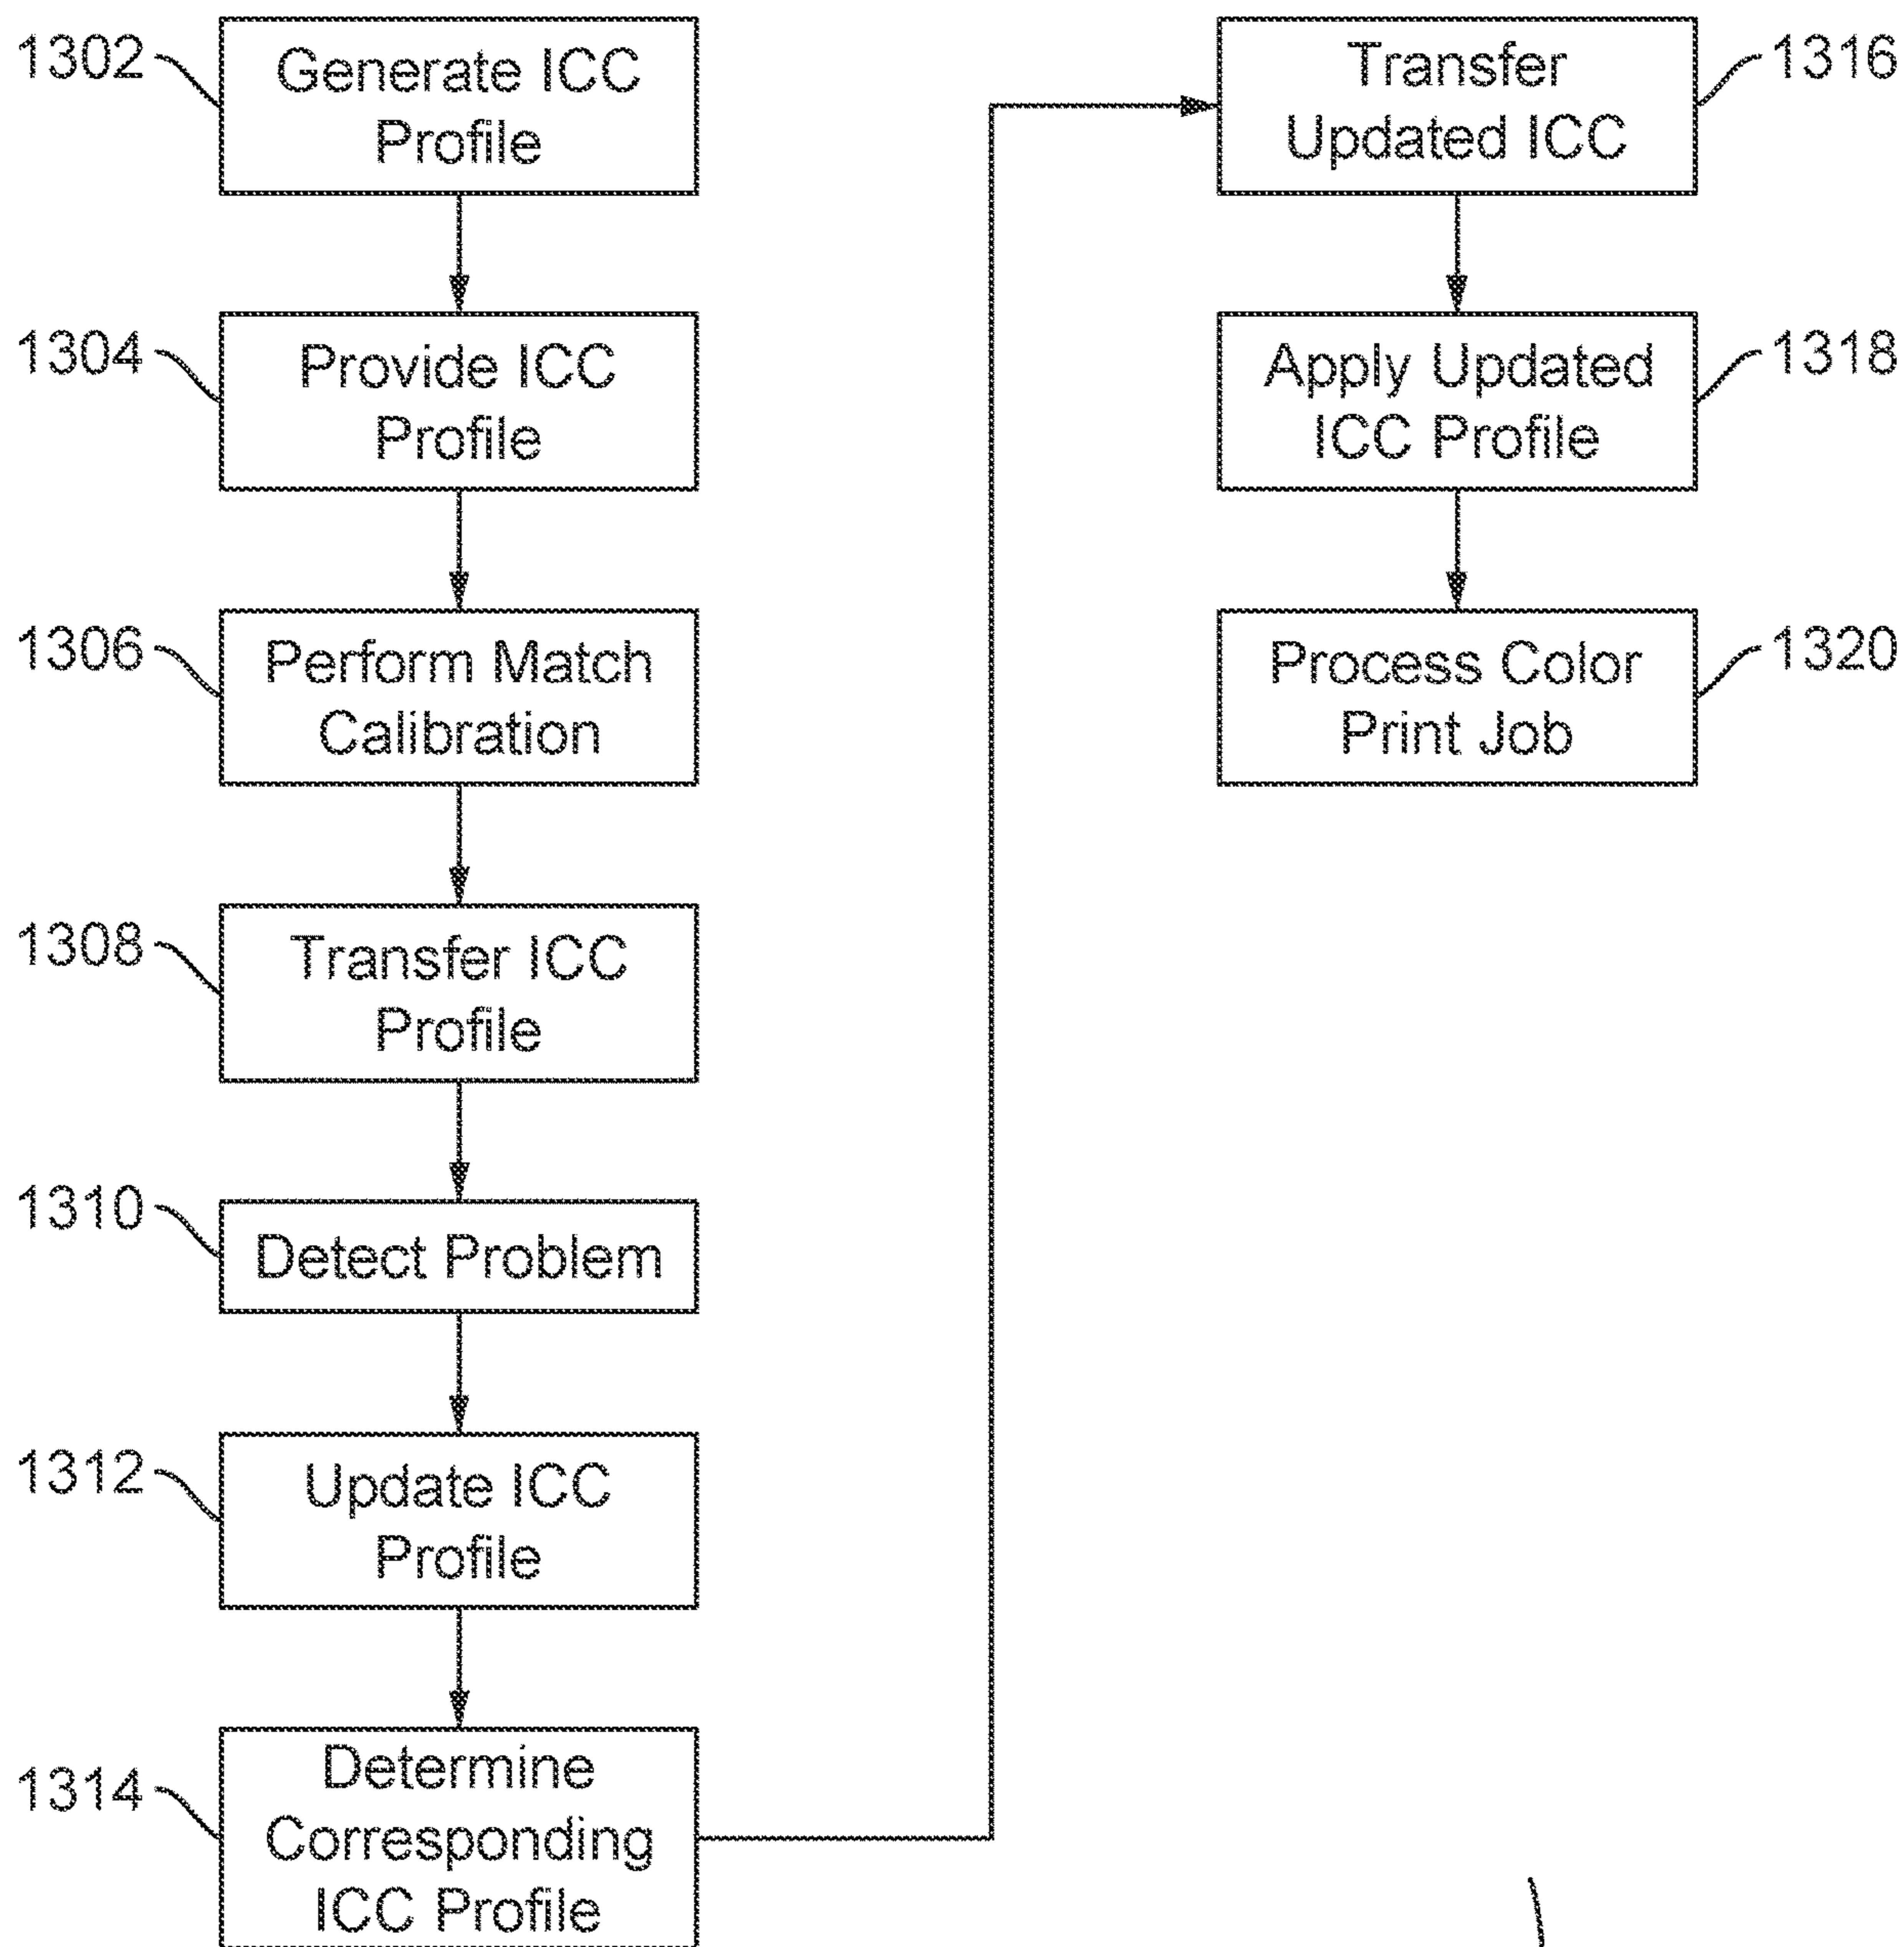 1302
Generate ICC
Profile
1304
Provide ICC
Profile
1306
Perform Match
Calibration
1308
Transfer ICC
Profile
1310
Detect Problem
1312
Update ICC
Profile
1314
Determine
Corresponding
ICC Profile
Transfer
Updated ICC
1316
Apply Updated
ICC Profile
1318
Process Color
Print Job
1320